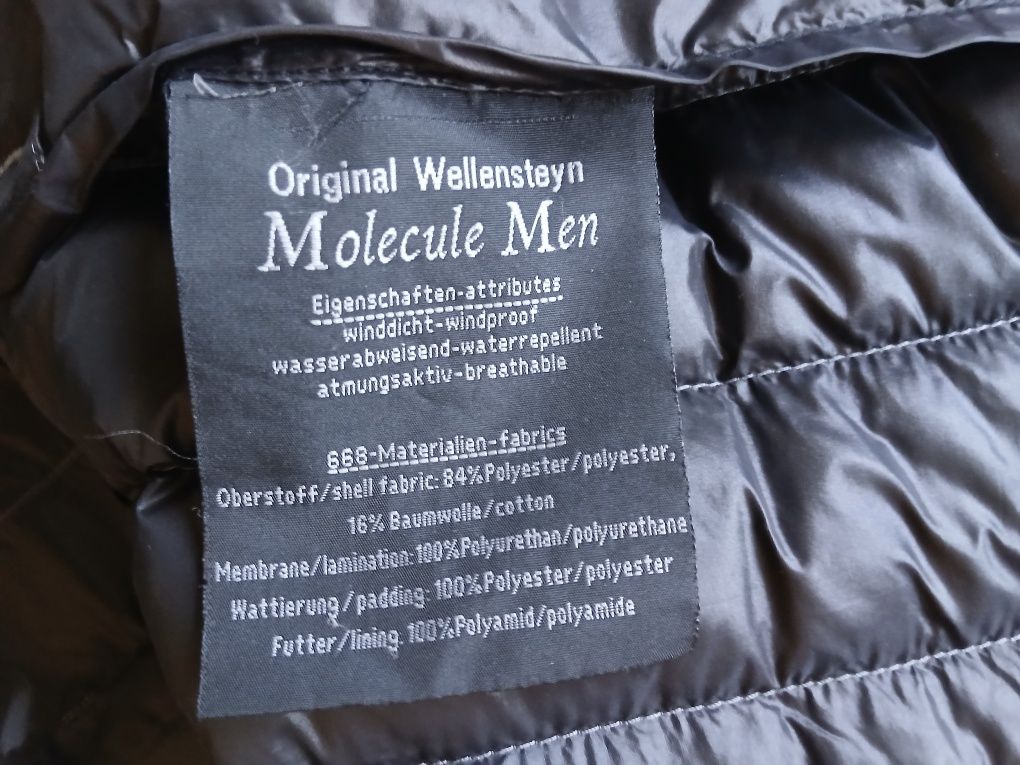 Original Wellensteyn
Molecule Men
Eigenschaften-attributes
winddicht-windproof
wasserabweisend-waterrepellent
atmungsaktiv-breathable
668-Materialien-fabrics
Oberstoff/shell fabric: 84%Polyester/polyester,
16% Baumwolle/cotton
Membrane/lamination:100%Polyurethan/polyurethane
Wattierung/padding: 100%Polyester/polyester
Futter/lining: 100%Polyamid/polyamide